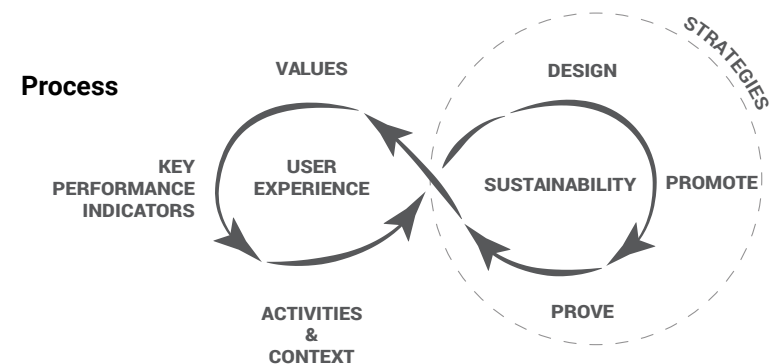 Process
VALUES
KEY
PERFORMANCE
INDICATORS
USER
EXPERIENCE
ACTIVITIES
&
CONTEXT
DESIGN
STRATEGIES
SUSTAINABILITY
PROMOTE
PROVE